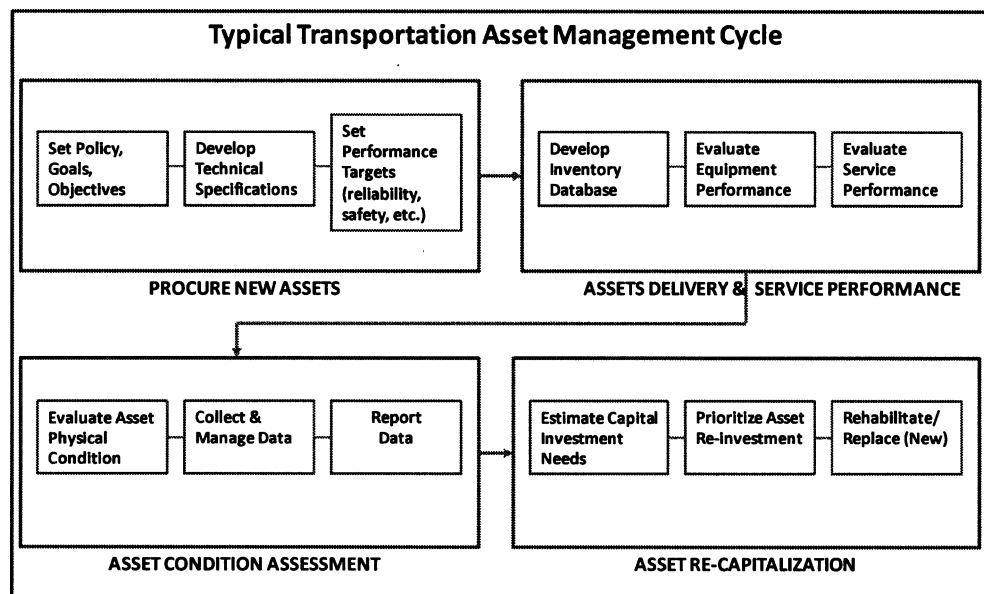 Typical Transportation Asset Management Cycle
Set Policy,
Goals,
Objectives
Develop
Technical
Specifications
Set
Performance
Targets
(reliability,
safety, etc.)
PROCURE NEW ASSETS
Develop
Inventory
Database
Evaluate
Equipment
Performance
Evaluate
Service
Performance
ASSETS DELIVERY & SERVICE PERFORMANCE
Evaluate Asset
Physical
Condition
Collect &
Manage Data
Report
Data
ASSET CONDITION ASSESSMENT
Estimate Capital
Investment
Needs
Prioritize Asset
Re-investment
Rehabilitate/
Replace (New)
ASSET RE-CAPITALIZATION